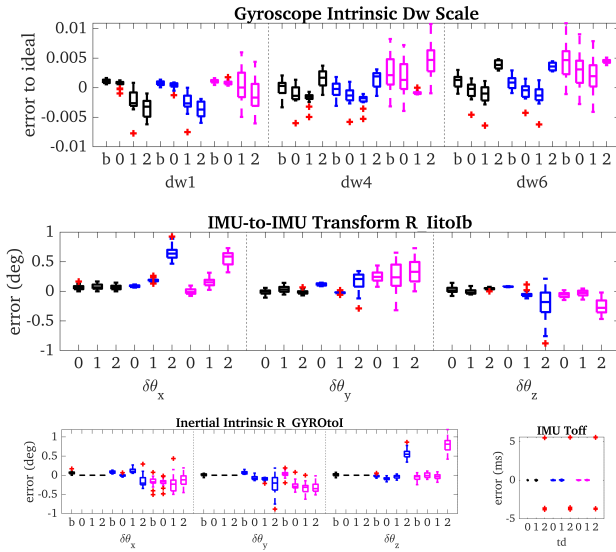 Gyroscope Intrinsic Dw Scale
error to ideal
0.01
0.005
0
-0.005
-0.01
b 0 1 2 b 0 1 2 b 0 1 2 b 0 1 2 b 0 1 2 b 0 1 2 b 0 1 2 b 0 1 2 b 0 1 2
dw1 dw4 dw6
IMU-to-IMU Transform R_IitoIb
error (deg)
1
0.5
0
-0.5
-1
0 1 2 0 1 2 0 1 2 0 1 2 0 1 2 0 1 2 0 1 2 0 1 2 0 1 2
δθx δθy δθz
Inertial Intrinsic R_GYROtoI
error (deg)
1
0.5
0
-0.5
-1
b 0 1 2 b 0 1 2 b 0 1 2 b 0 1 2 b 0 1 2 b 0 1 2 b 0 1 2 b 0 1 2 b 0 1 2
δθx δθy δθz
IMU Toff
error (ms)
5
0
-5
0 1 2 0 1 2 0 1 2
td